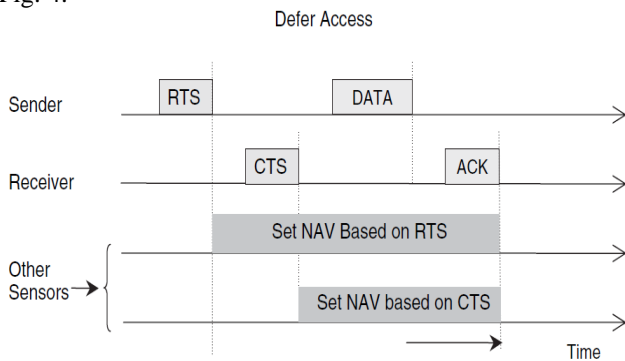 Fig. 4.
Defer Access
Sender
RTS
DATA
Receiver
CTS
ACK
Set NAV Based on RTS
Other
Sensors
Set NAV based on CTS
Time